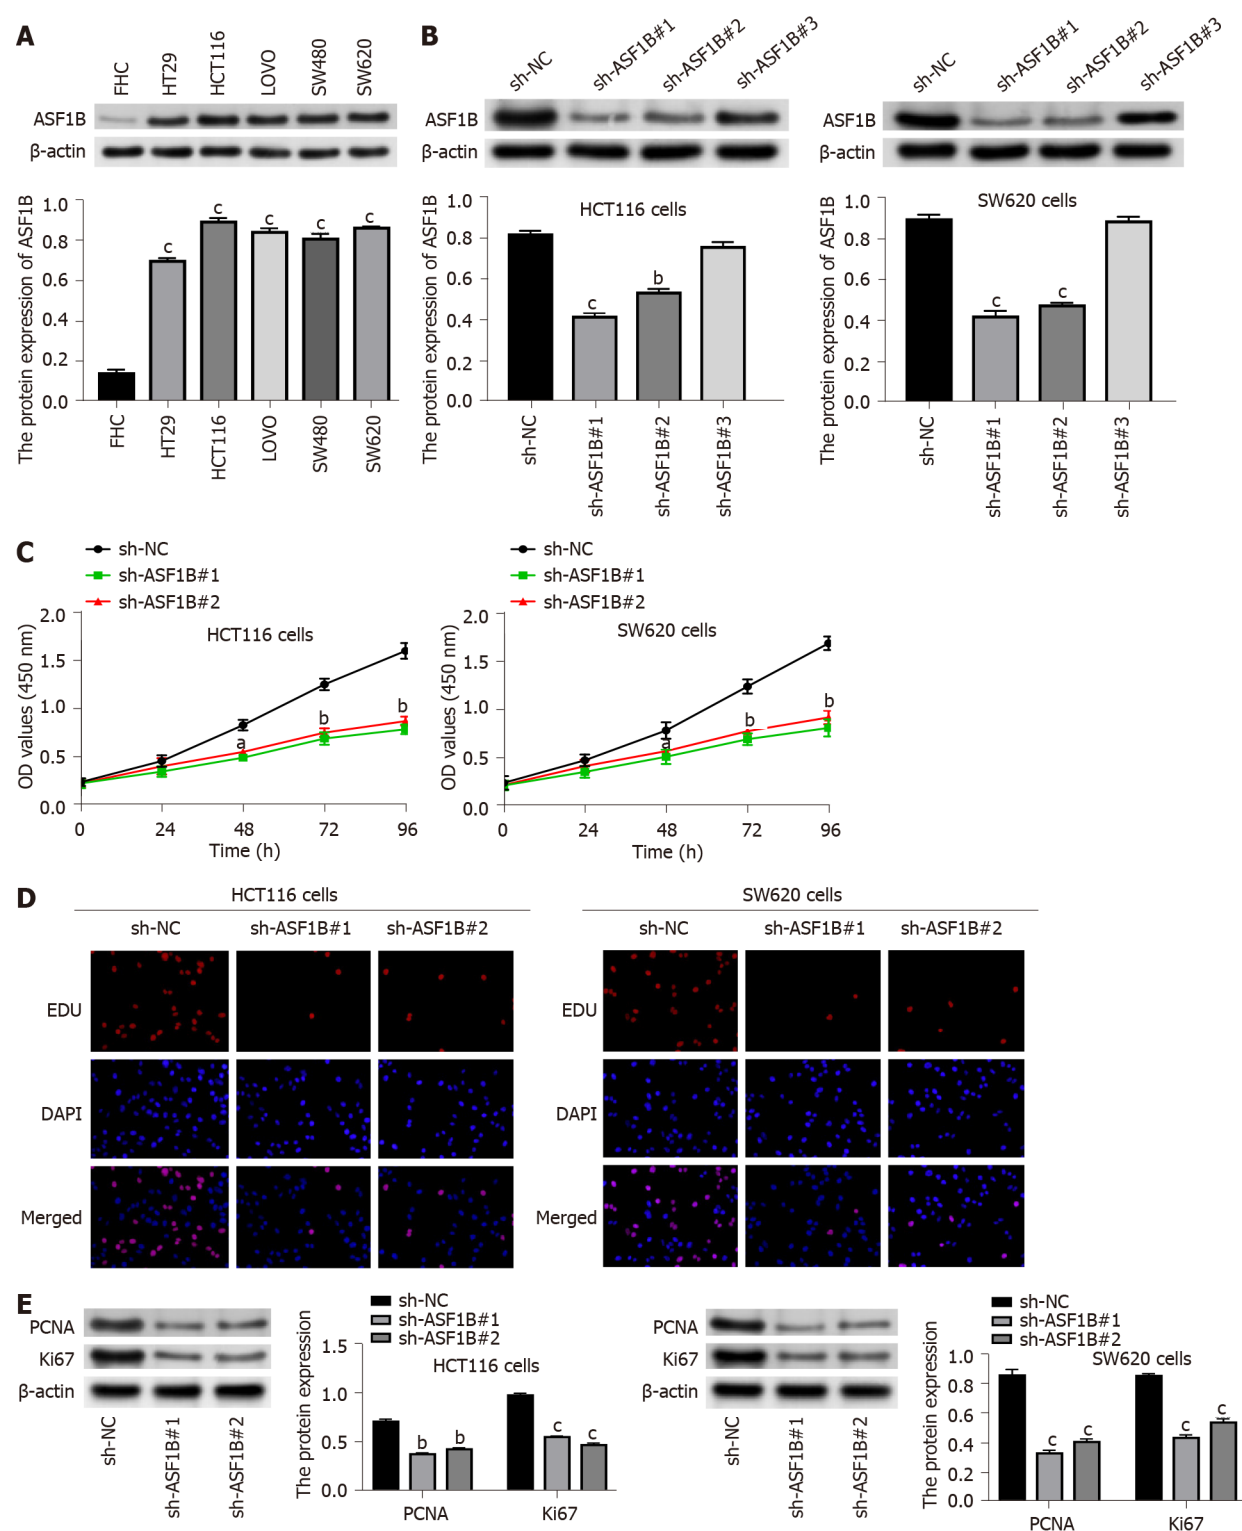 A
FHC
HT29
HCT116
LOVO
SW480
SW620
ASF1B
β-actin
The protein expression of ASF1B
1.0
0.8
0.6
0.4
0.2
0.0
c
c
c
c
c
FHC
HT29
HCT116
LOVO
SW480
SW620
B
sh-NC
sh-ASF1B#1
sh-ASF1B#2
sh-ASF1B#3
ASF1B
β-actin
The protein expression of ASF1B
1.0
0.8
0.6
0.4
0.2
0.0
HCT116 cells
c
b
sh-NC
sh-ASF1B#1
sh-ASF1B#2
sh-ASF1B#3
sh-NC
sh-ASF1B#1
sh-ASF1B#2
sh-ASF1B#3
ASF1B
β-actin
The protein expression of ASF1B
1.0
0.8
0.6
0.4
0.2
0.0
SW620 cells
c
c
sh-NC
sh-ASF1B#1
sh-ASF1B#2
sh-ASF1B#3
C
sh-NC
sh-ASF1B#1
sh-ASF1B#2
HCT116 cells
OD values (450 nm)
2.0
1.5
1.0
0.5
0.0
a
b
b
0
24
48
72
96
Time (h)
sh-NC
sh-ASF1B#1
sh-ASF1B#2
SW620 cells
OD values (450 nm)
2.0
1.5
1.0
0.5
0.0
a
b
b
0
24
48
72
96
Time (h)
D
HCT116 cells
sh-NC
sh-ASF1B#1
sh-ASF1B#2
EDU
DAPI
Merged
SW620 cells
sh-NC
sh-ASF1B#1
sh-ASF1B#2
EDU
DAPI
Merged
E
PCNA
Ki67
β-actin
sh-NC
sh-ASF1B#1
sh-ASF1B#2
sh-NC
sh-ASF1B#1
sh-ASF1B#2
HCT116 cells
The protein expression
1.5
1.0
0.5
0.0
b
b
c
c
PCNA
Ki67
PCNA
Ki67
β-actin
sh-NC
sh-ASF1B#1
sh-ASF1B#2
sh-NC
sh-ASF1B#1
sh-ASF1B#2
SW620 cells
The protein expression
1.0
0.8
0.6
0.4
0.2
0.0
c
c
c
c
PCNA
Ki67